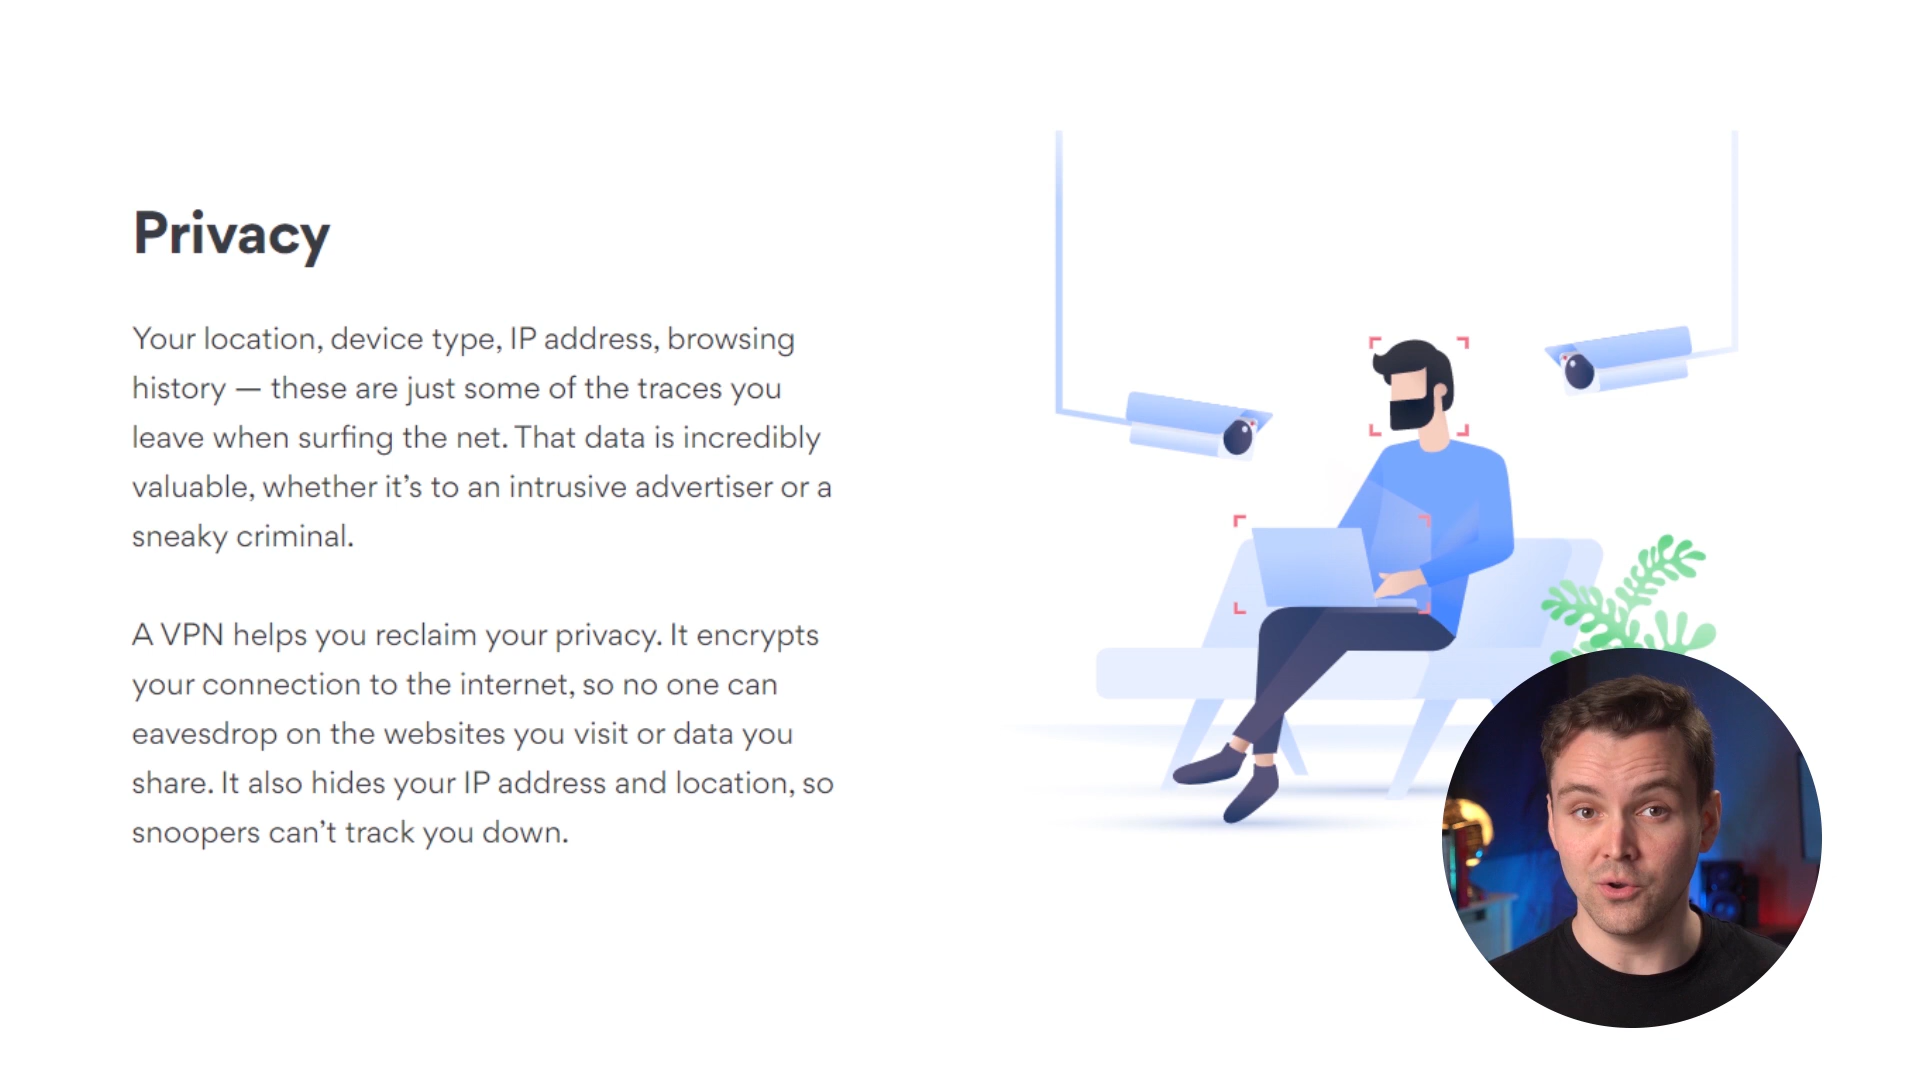 Privacy
Your location, device type, IP address, browsing
history — these are just some of the traces you
leave when surfing the net. That data is incredibly
valuable, whether it’s to an intrusive advertiser or a
sneaky criminal.
A VPN helps you reclaim your privacy. It encrypts
your connection to the internet, so no one can
eavesdrop on the websites you visit or data you
share. It also hides your IP address and location, so
snoopers can’t track you down.